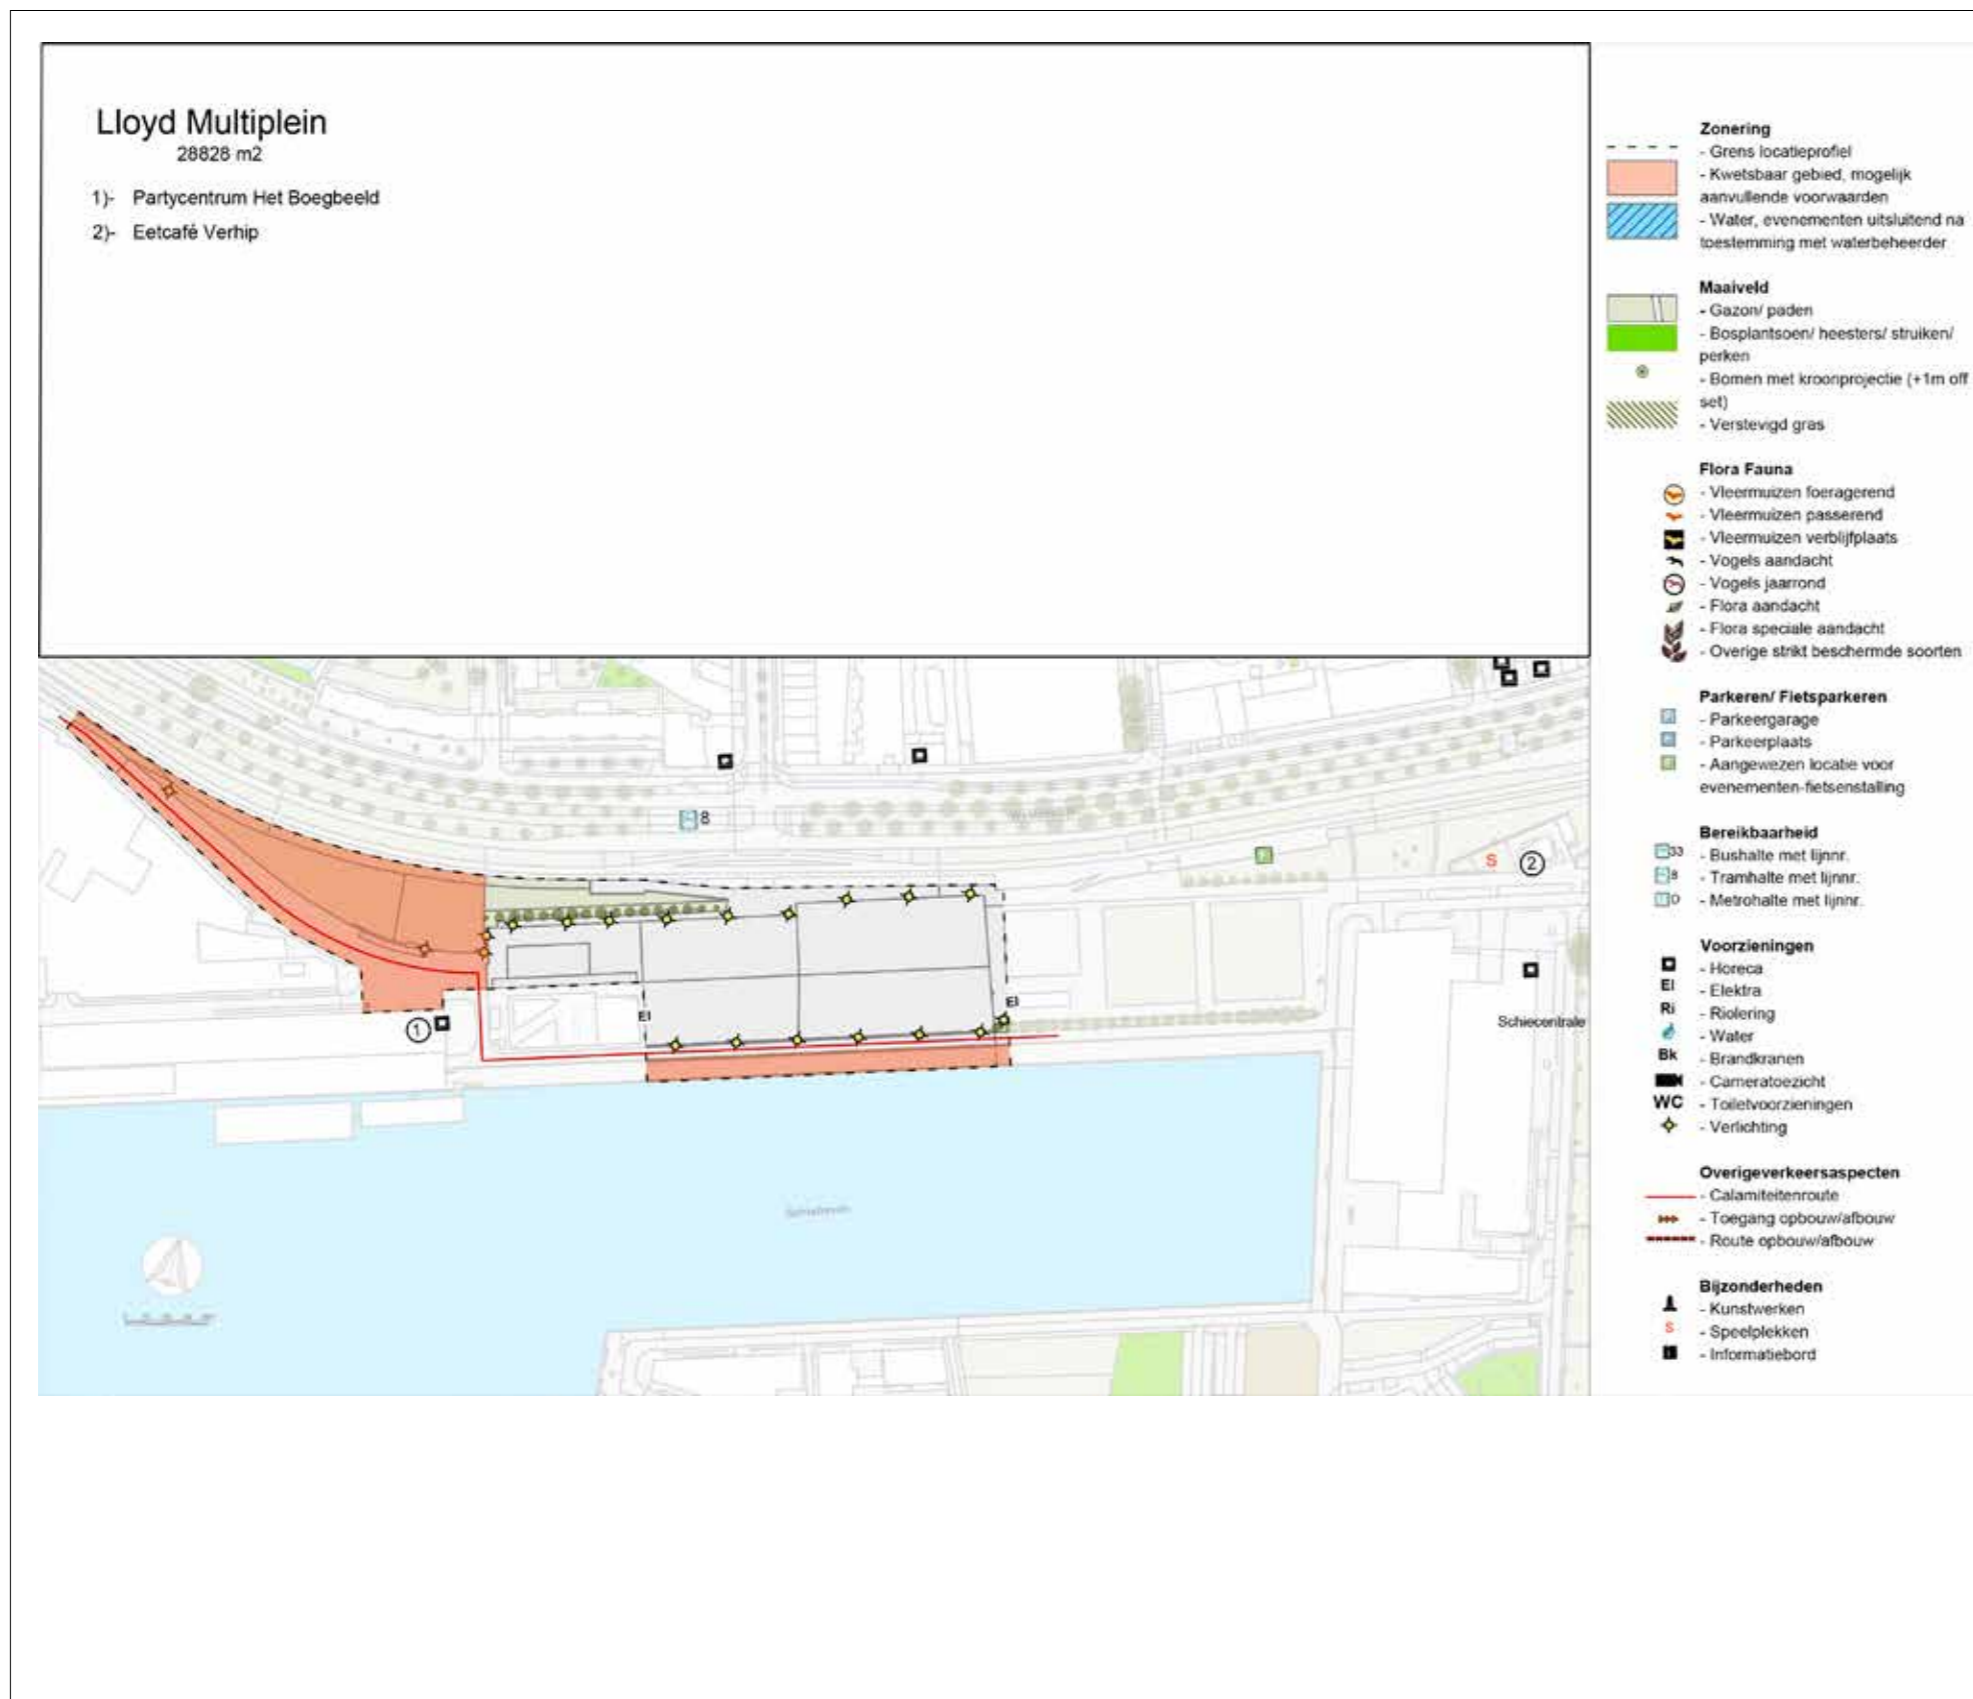 Lloyd Multiplein
28828 m2
1)- Partycentrum Het Boegbeeld
2)- Eetcafé Verhip
Zonering
- Grens locatieprofiel
- Kwetsbaar gebied, mogelijk
aanvullende voorwaarden
- Water, evenementen uitsluitend na
toestemming met waterbeheerder
Maaiveld
- Gazon/ paden
- Bosplantsoen/ heesters/ struiken/
perken
- Bomen met kroonprojectie (+1m off
set)
- Verstevigd gras
Flora Fauna
- Vleermuizen foeragerend
- Vleermuizen passerend
- Vleermuizen verblijfplaats
- Vogels aandacht
- Vogels jaarrond
- Flora aandacht
- Flora speciale aandacht
- Overige strikt beschermde soorten
Parkeren/ Fietsparkeren
- Parkeergarage
- Parkeerplaats
- Aangewezen locatie voor
evenementen-fietsenstalling
Bereikbaarheid
33 - Bushalte met lijnnr.
8 - Tramhalte met lijnnr.
D - Metrohalte met lijnnr.
Voorzieningen
- Horeca
El - Elektra
Ri - Riolering
- Water
Bk - Brandkranen
- Cameratoezicht
WC - Toiletvoorzieningen
- Verlichting
Overigeverkeersaspecten
- Calamiteitenroute
- Toegang opbouw/afbouw
- Route opbouw/afbouw
Bijzonderheden
- Kunstwerken
S - Speelplekken
- Informatiebord
8
S 2
El
El
1
Schiecentrale
Schiehaven